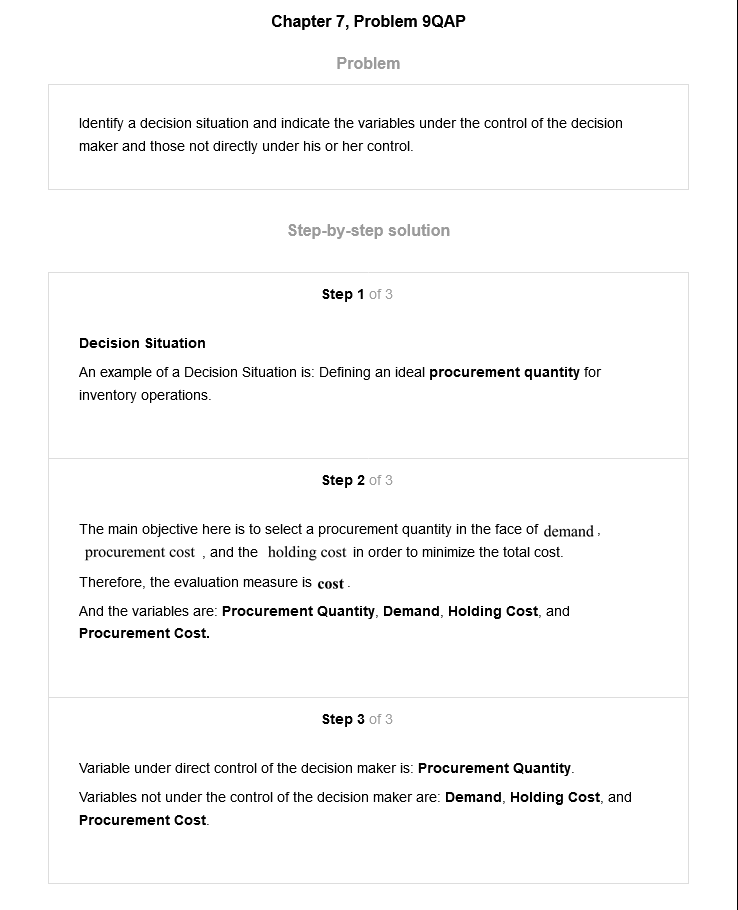 Chapter 7, Problem 9QAP
Problem
Identify a decision situation and indicate the variables under the control of the decision
maker and those not directly under his or her control.
Step-by-step solution
Step 1 of 3
Decision Situation
An example of a Decision Situation is: Defining an ideal procurement quantity for
inventory operations.
Step 2 of 3
The main objective here is to select a procurement quantity in the face of demand ,
procurement cost , and the holding cost in order to minimize the total cost.
Therefore, the evaluation measure is cost .
And the variables are: Procurement Quantity, Demand, Holding Cost, and
Procurement Cost.
Step 3 of 3
Variable under direct control of the decision maker is: Procurement Quantity.
Variables not under the control of the decision maker are: Demand, Holding Cost, and
Procurement Cost.